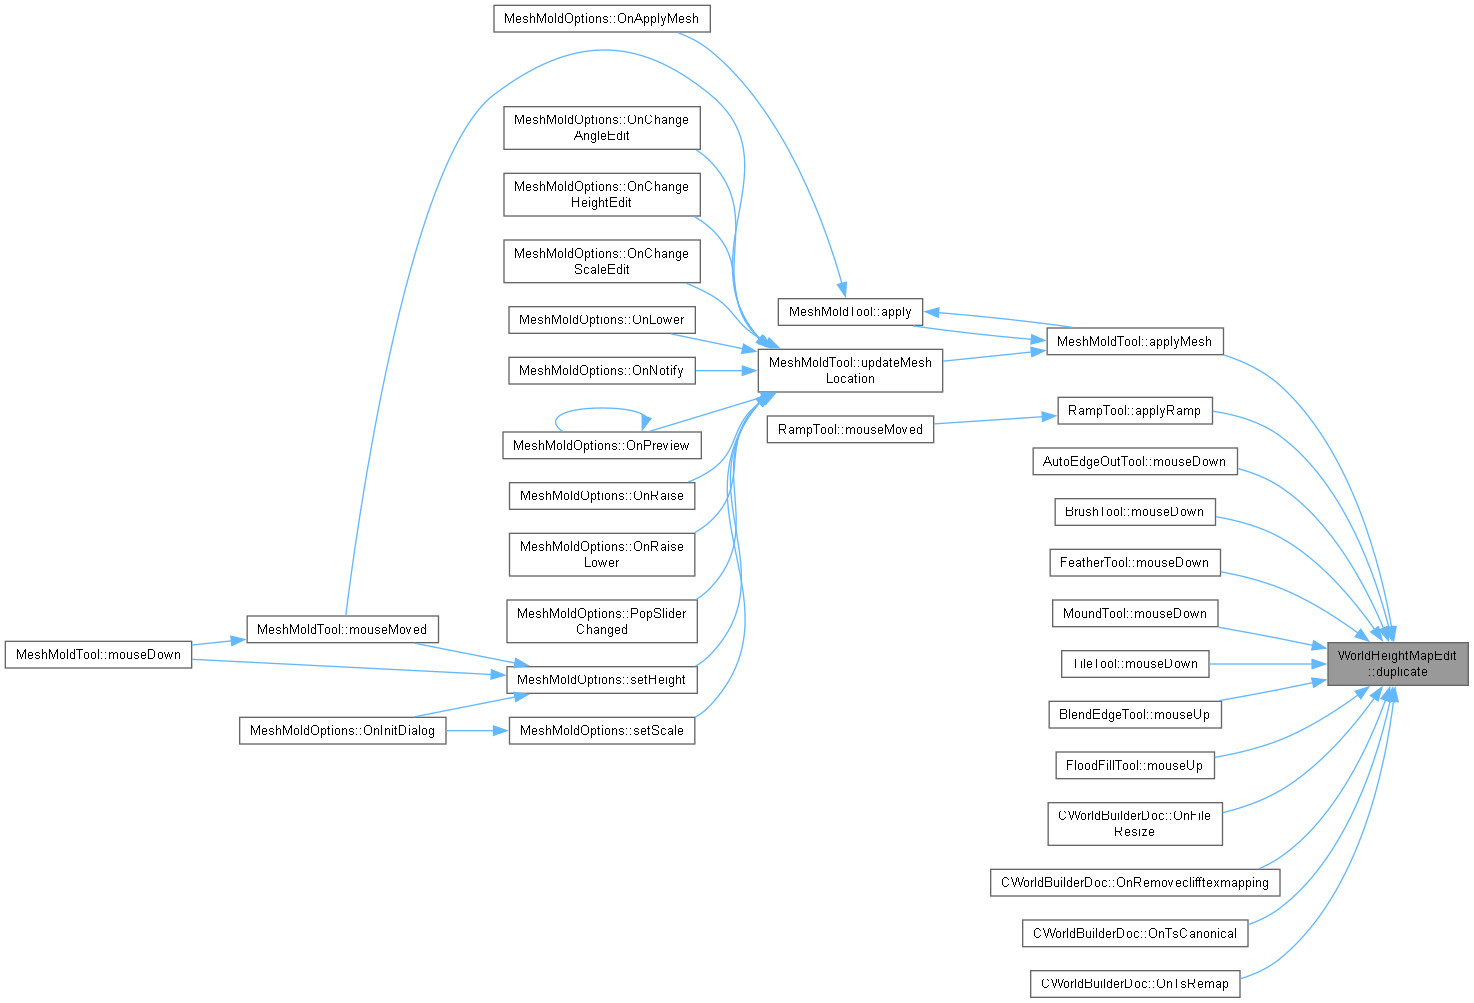 MeshMoldOptions::OnApplyMesh
MeshMoldOptions::OnChange
AngleEdit
MeshMoldOptions::OnChange
HeightEdit
MeshMoldOptions::OnChange
ScaleEdit
MeshMoldTool::apply
MeshMoldOptions::OnLower
MeshMoldTool::applyMesh
MeshMoldTool::updateMesh
Location
MeshMoldOptions::OnNotify
RampTool::applyRamp
RampTool::mouseMoved
MeshMoldOptions::OnPreview
AutoEdgeOutTool::mouseDown
MeshMoldOptions::OnRaise
BrushTool::mouseDown
MeshMoldOptions::OnRaise
Lower
FeatherTool::mouseDown
MeshMoldOptions::PopSlider
Changed
MoundTool::mouseDown
MeshMoldTool::mouseMoved
MeshMoldTool::mouseDown
WorldHeightMapEdit
::duplicate
TileTool::mouseDown
MeshMoldOptions::setHeight
BlendEdgeTool::mouseUp
MeshMoldOptions::OnInitDialog
MeshMoldOptions::setScale
FloodFillTool::mouseUp
CWorldBuilderDoc::OnFile
Resize
CWorldBuilderDoc::OnRemoveclifftexmapping
CWorldBuilderDoc::OnTsCanonical
CWorldBuilderDoc::OnTsRemap